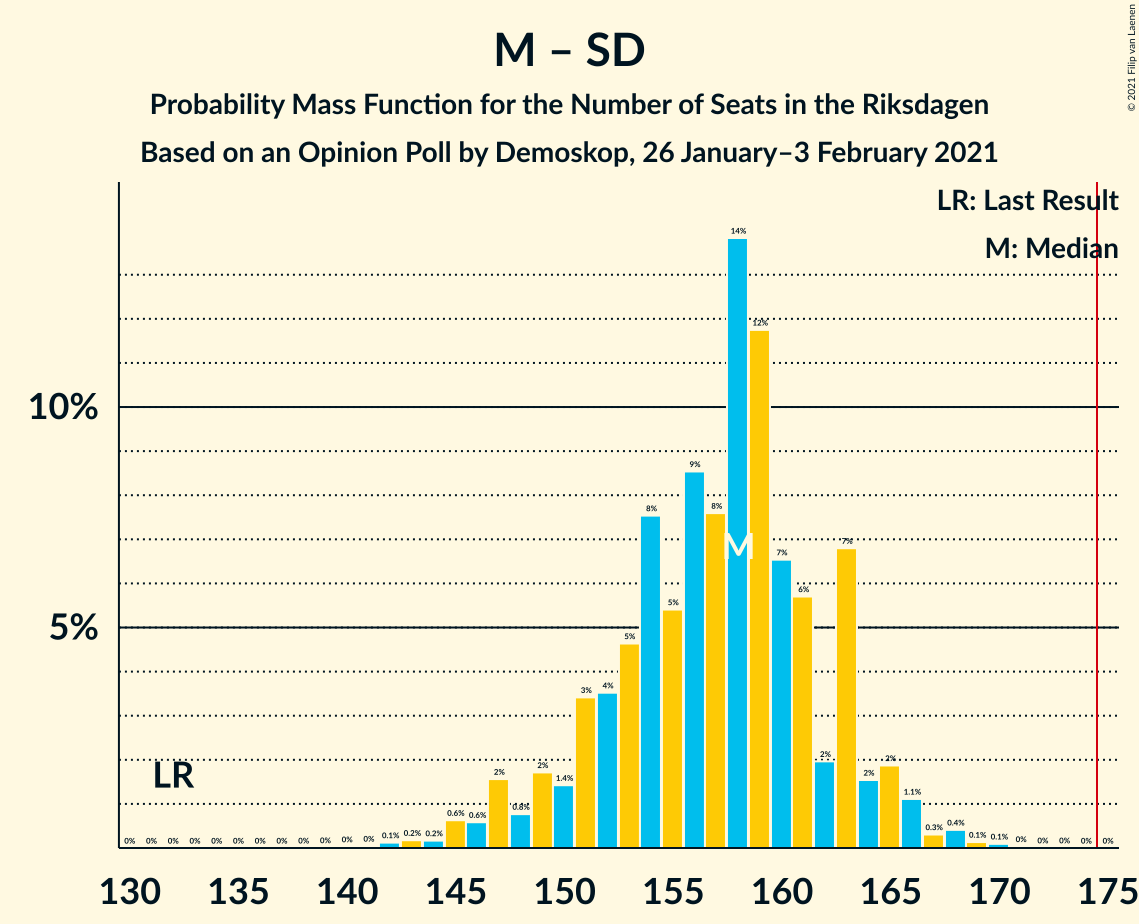 M – SD
Probability Mass Function for the Number of Seats in the Riksdagen
Based on an Opinion Poll by Demoskop, 26 January–3 February 2021
© 2021 Filip van Laenen
LR: Last Result
M: Median
14%
12%
10%
9%
8% 8%
7% 7%
M
6%
5%
5%
5%
4%
3%
2% 2% 2% 2% 2%
LR
1.4%
1.1%
0.8%
0.6% 0.6%
0.3% 0.4%
0% 0% 0% 0% 0% 0% 0% 0% 0% 0% 0% 0% 0.1% 0.2% 0.2% 0.1% 0.1% 0% 0% 0% 0% 0%
130 135 140 145 150 155 160 165 170 175